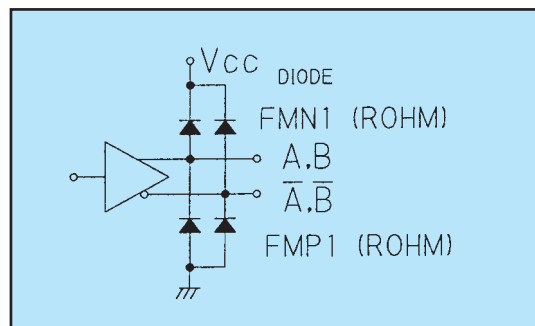 Vcc
DIODE
FMN1 (ROHM)
A.B
A̅.B̅
FMP1 (ROHM)